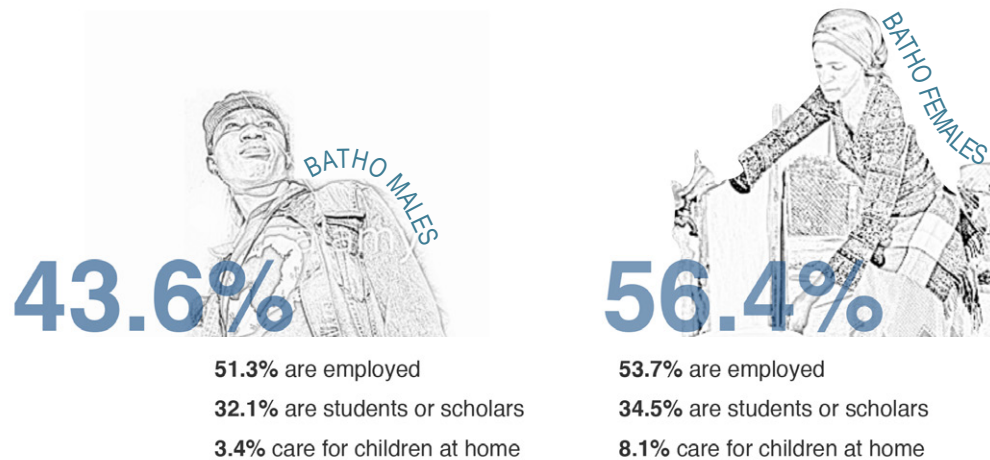 BATHO MALES
43.6%
51.3% are employed
32.1% are students or scholars
3.4% care for children at home
BATHO FEMALES
56.4%
53.7% are employed
34.5% are students or scholars
8.1% care for children at home